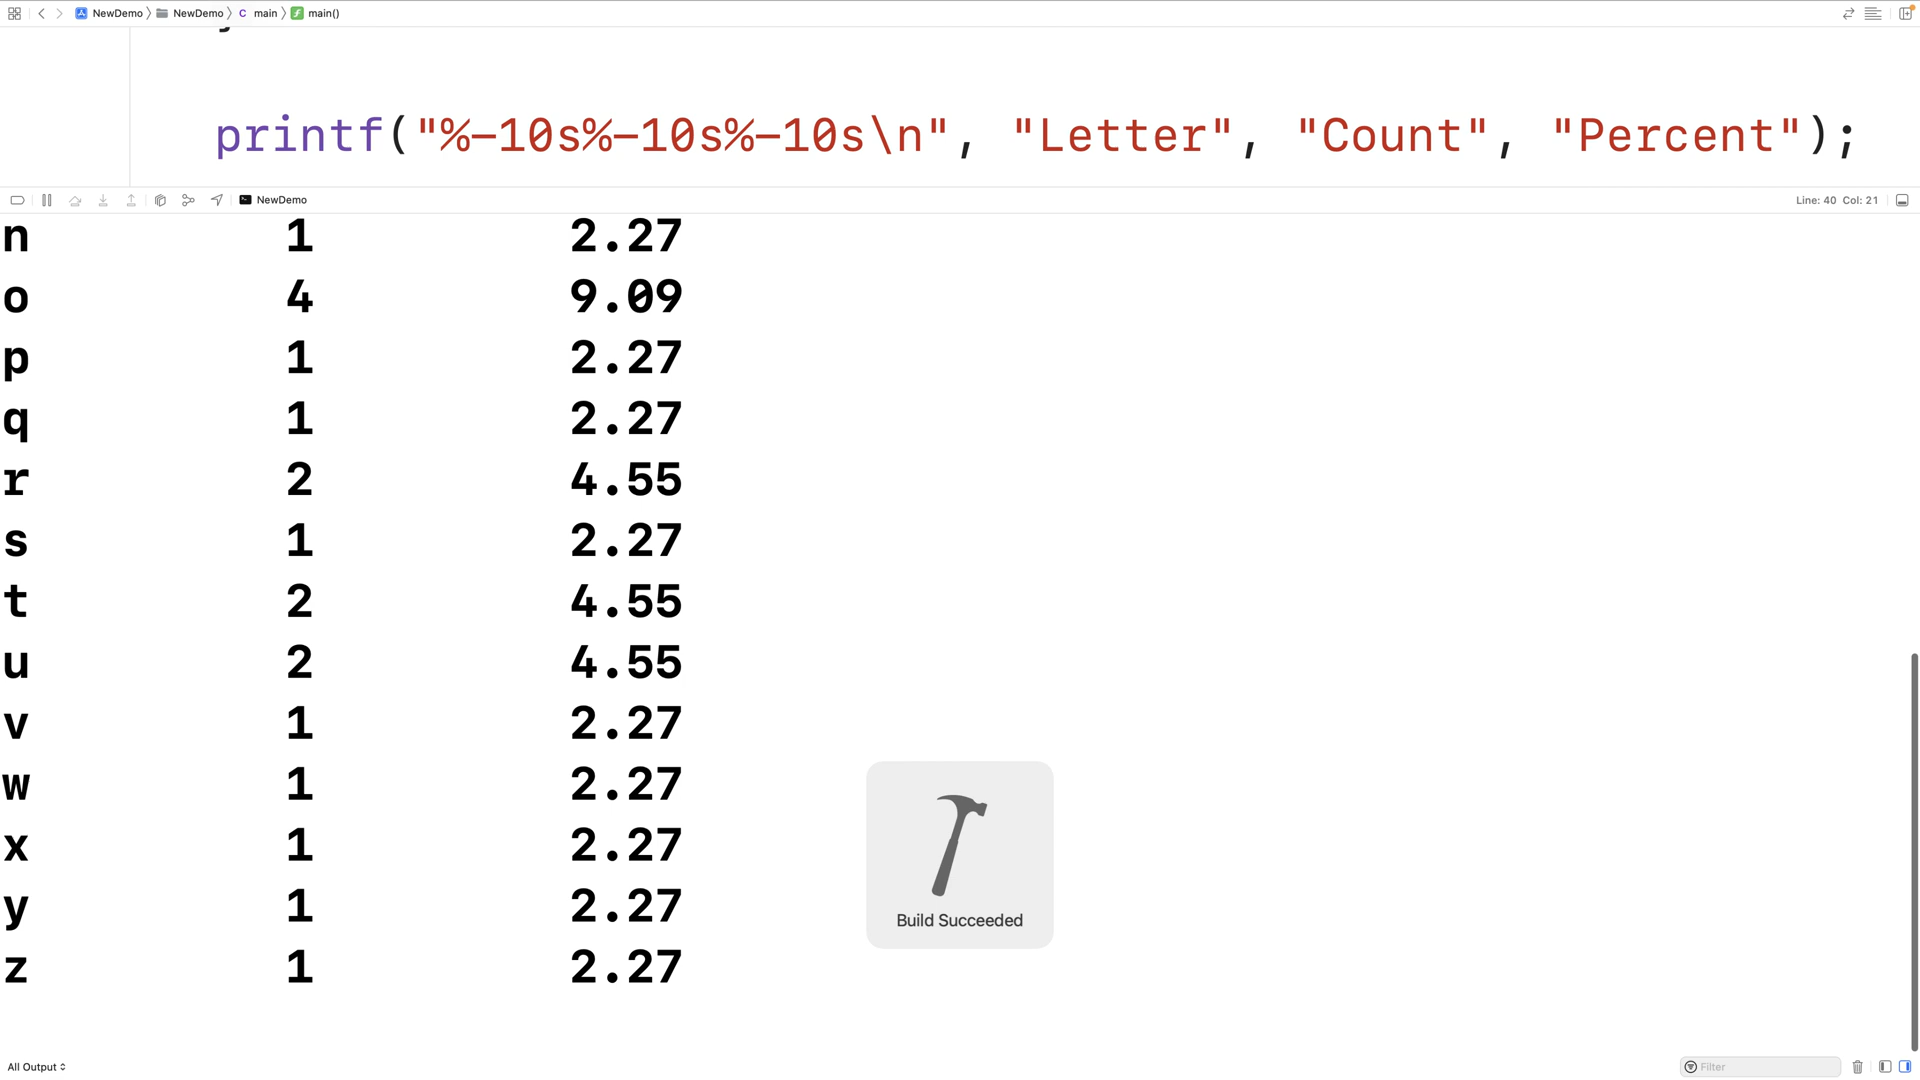 NewDemo NewDemo C main f main()
printf("%-10s%-10s%-10s\n", "Letter", "Count", "Percent");
NewDemo Line: 40 Col: 21
n 1 2.27
o 4 9.09
p 1 2.27
q 1 2.27
r 2 4.55
s 1 2.27
t 2 4.55
u 2 4.55
v 1 2.27
w 1 2.27
x 1 2.27
y 1 2.27
z 1 2.27
Build Succeeded
All Output Filter